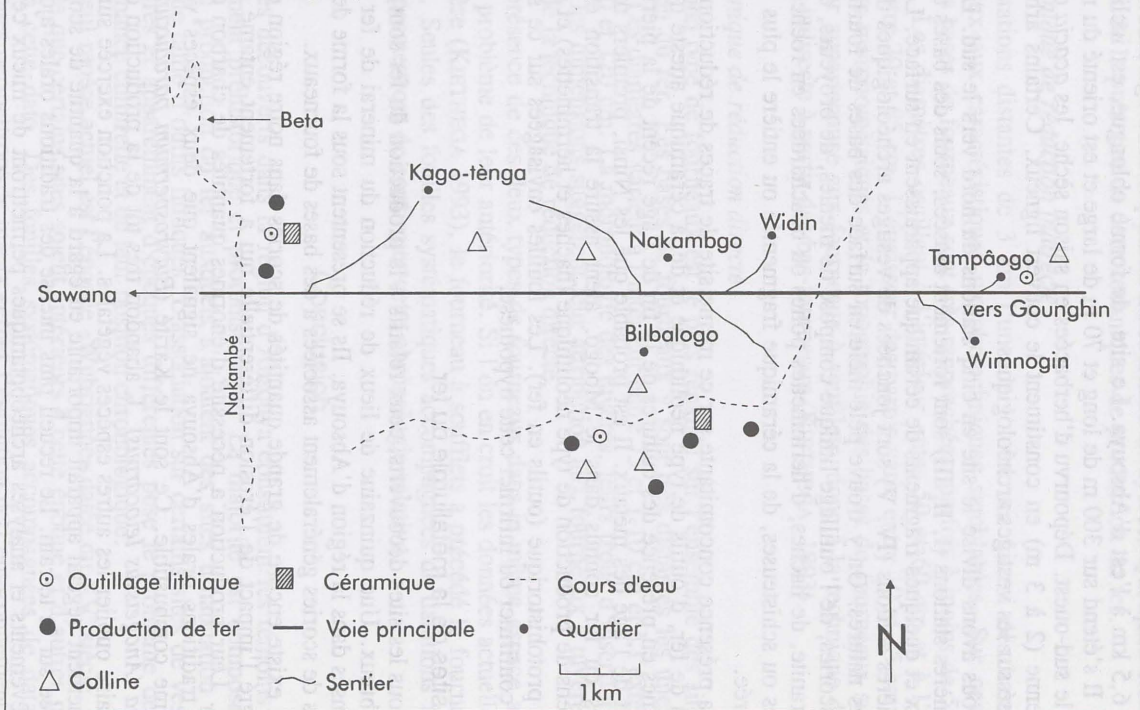 Beta
Kago-tènga
Widin
Nakambgo
Tampâogo
Sawana
vers Gounghin
Bilbalogo
Nakambé
Wimnogin
Outillage lithique
Céramique
Cours d'eau
Production de fer
Voie principale
Quartier
Colline
Sentier
1km
N